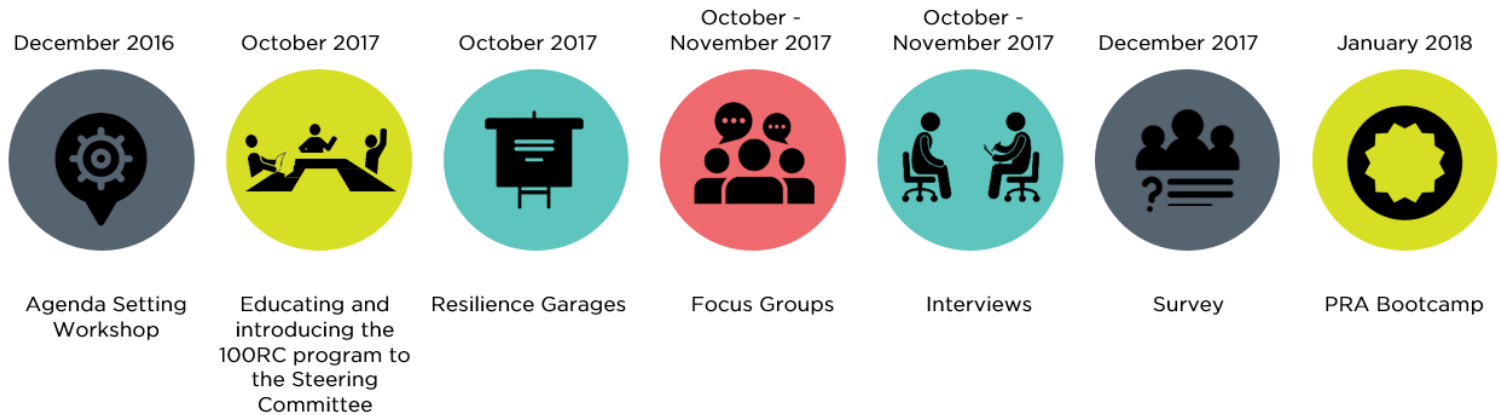 December 2016
October 2017
October 2017
October -
November 2017
October -
November 2017
December 2017
January 2018
?
Agenda Setting
Workshop
Educating and
introducing the
100RC program to
the Steering
Committee
Resilience Garages
Focus Groups
Interviews
Survey
PRA Bootcamp